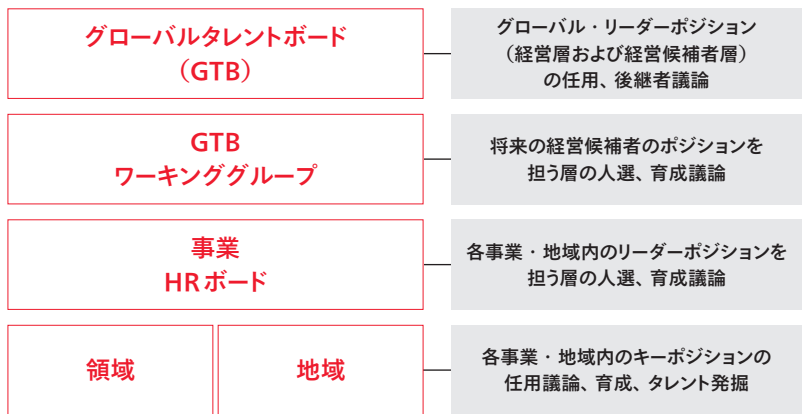 グローバルタレントボード
（GTB）
グローバル・リーダーポジション
（経営層および経営候補者層）
の任用、後継者議論
GTB
ワーキンググループ
将来の経営候補者のポジションを
担う層の人選、育成議論
事業
HRボード
各事業・地域内のリーダーポジションを
担う層の人選、育成議論
領域
地域
各事業・地域内のキーポジションの
任用議論、育成、タレント発掘